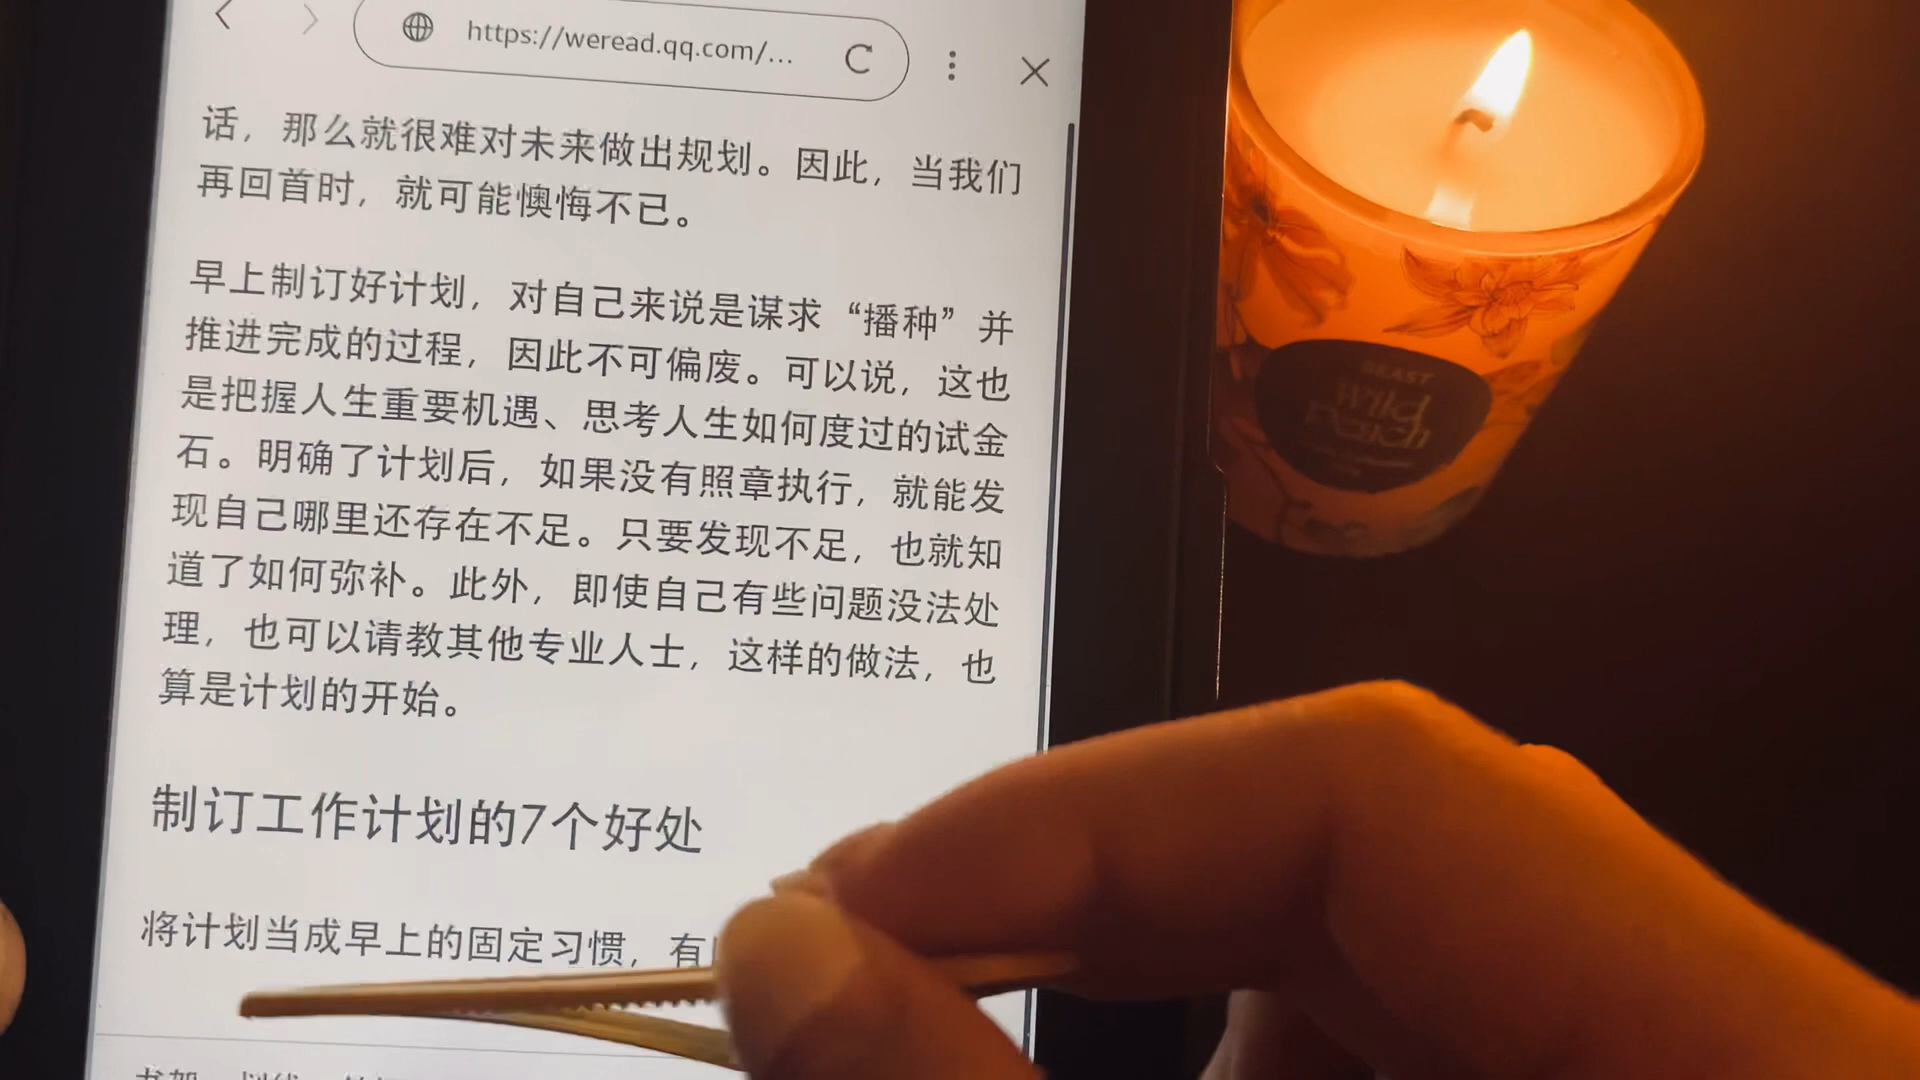 https://weread.qq.com/...
话，那么就很难对未来做出规划。因此，当我们
再回首时，就可能懊悔不已。
早上制订好计划，对自己来说是谋求“播种”并
推进完成的过程，因此不可偏废。可以说，这也
是把握人生重要机遇、思考人生如何度过的试金
石。明确了计划后，如果没有照章执行，就能发
现自己哪里还存在不足。只要发现不足，也就知
道了如何弥补。此外，即使自己有些问题没法处
理，也可以请教其他专业人士，这样的做法，也
算是计划的开始。
制订工作计划的7个好处
将计划当成早上的固定习惯，有
BEAST
Wild